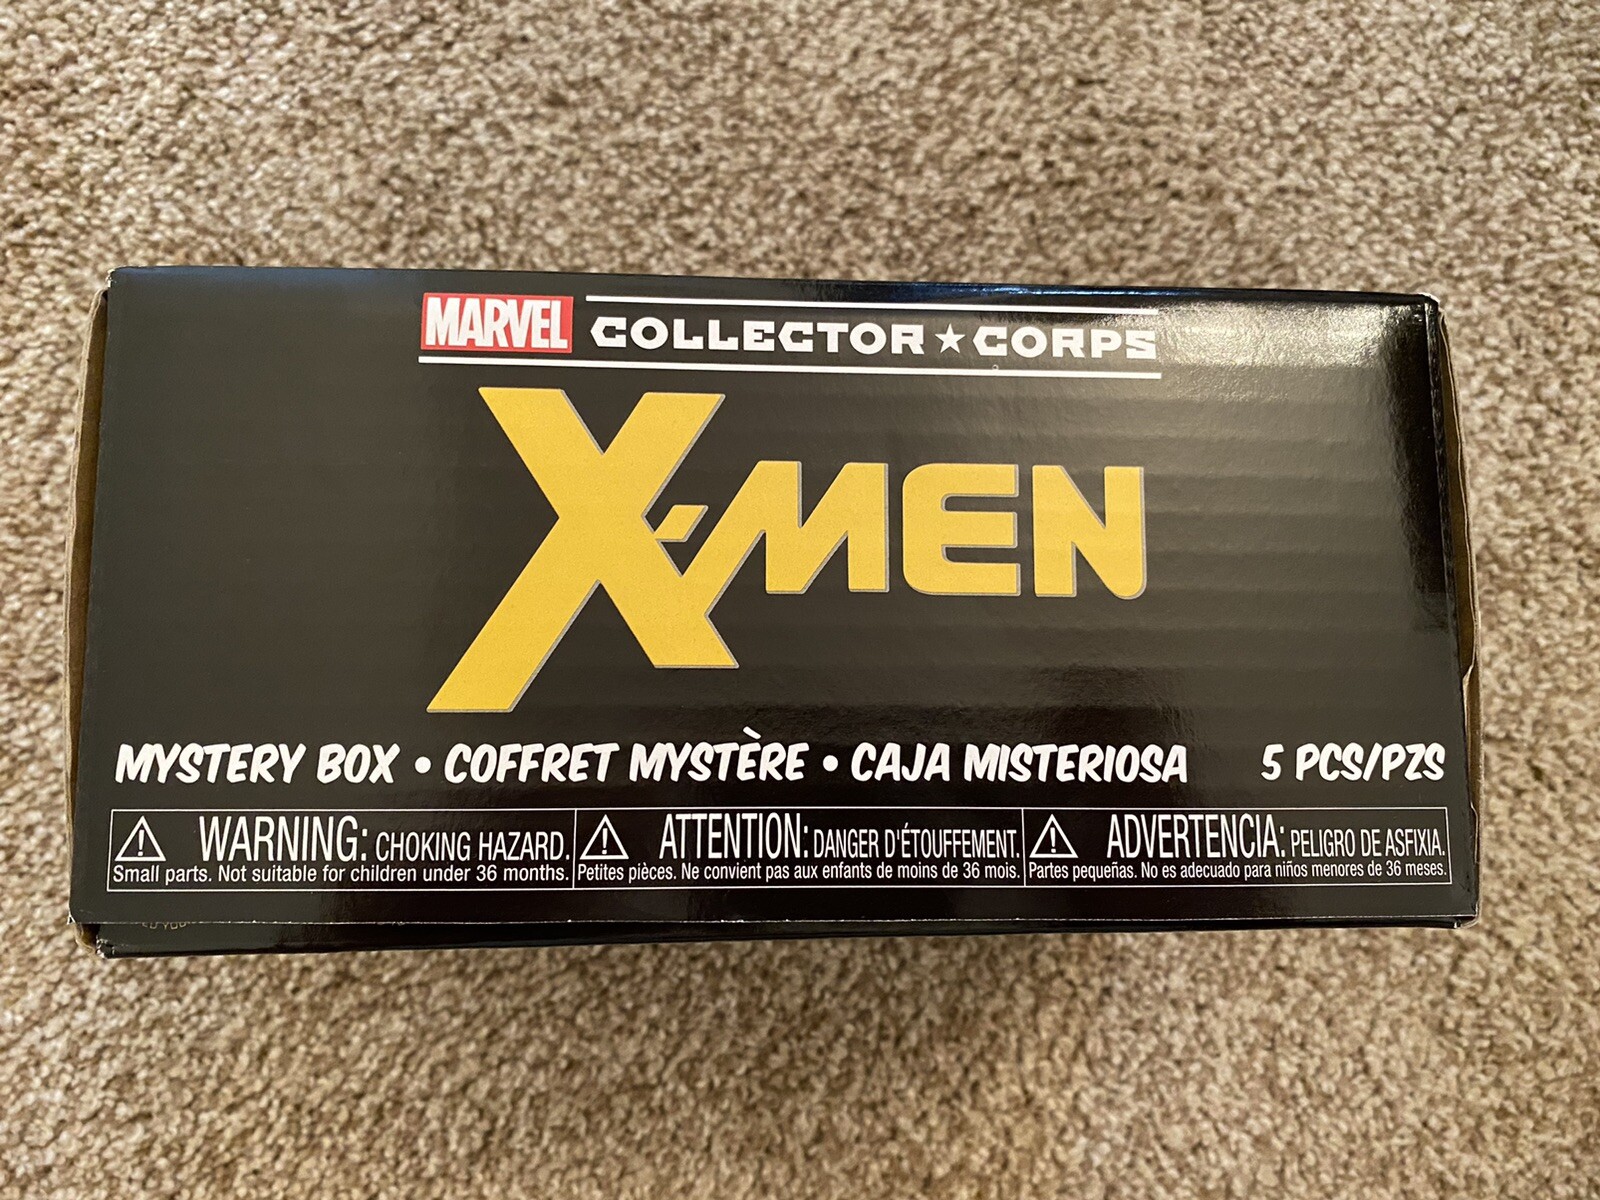 MARVEL COLLECTOR★CORPS
X-MEN
MYSTERY BOX • COFFRET MYSTÈRE • CAJA MISTERIOSA 5 PCS/PZS
WARNING: CHOKING HAZARD.
Small parts. Not suitable for children under 36 months.
ATTENTION: DANGER D'ÉTOUFFEMENT.
Petites pièces. Ne convient pas aux enfants de moins de 36 mois.
ADVERTENCIA: PELIGRO DE ASFIXIA.
Partes pequeñas. No es adecuado para niños menores de 36 meses.